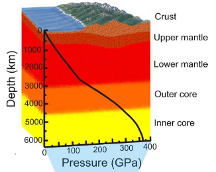 Crust
Upper mantle
Lower mantle
Outer core
Inner core
Depth (km)
0
1000
2000
3000
4000
5000
6000
0 100 200 300 400
Pressure (GPa)